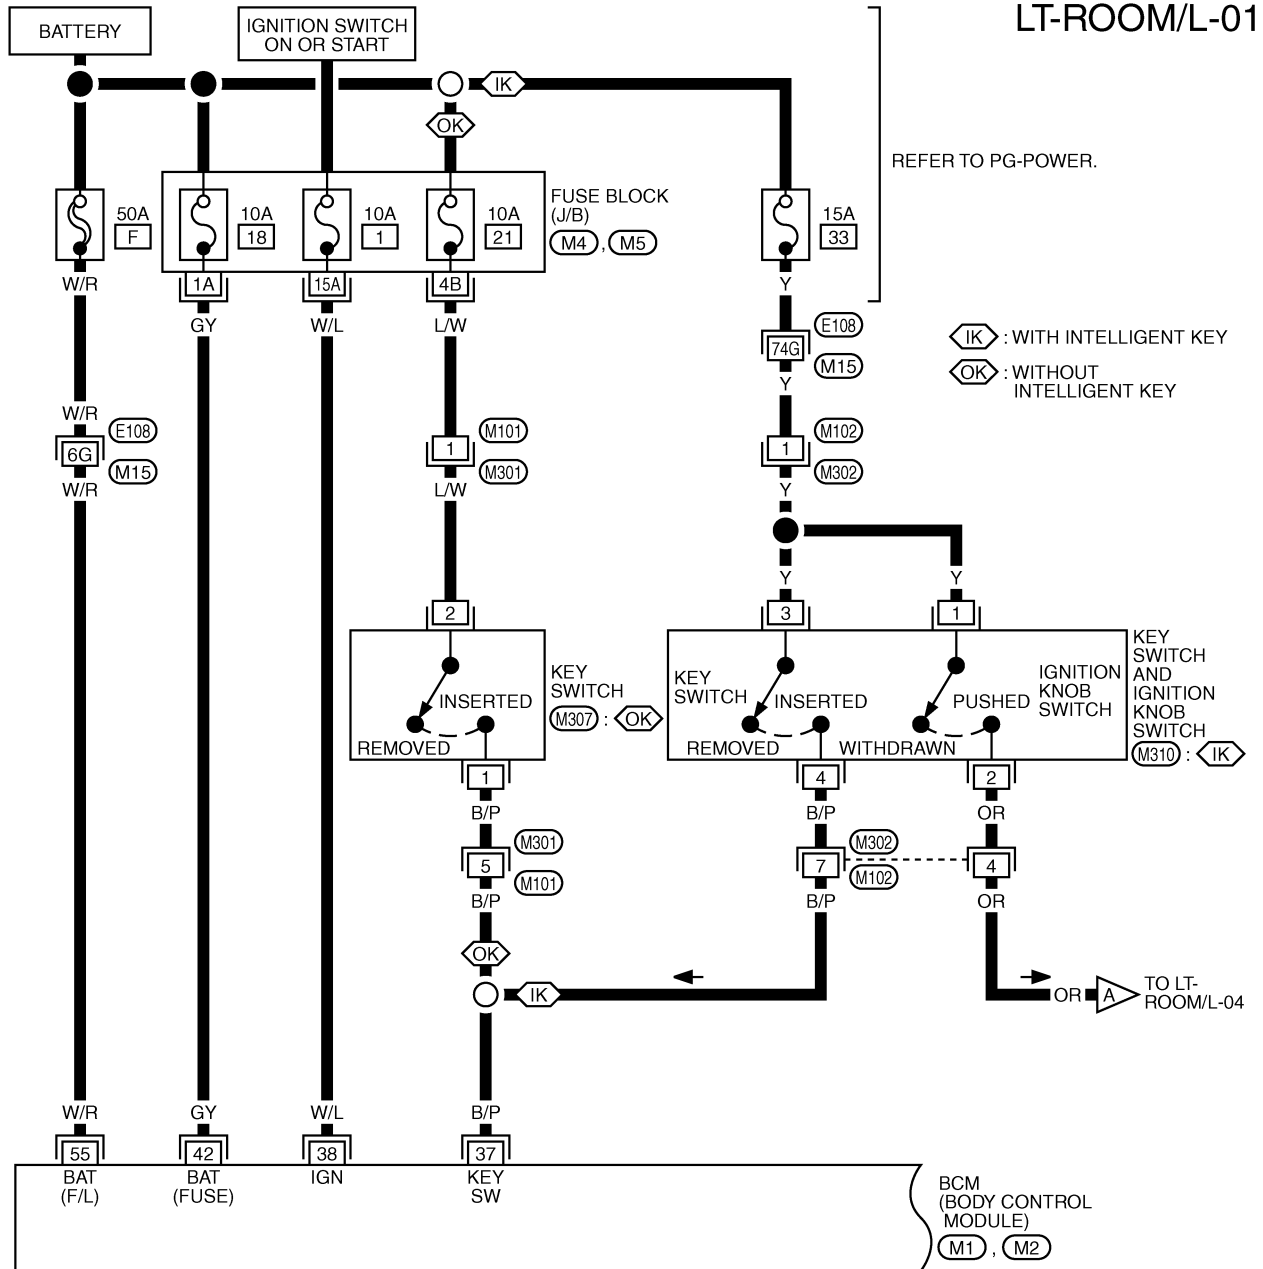 LT-ROOM/L-01
BATTERY
IGNITION SWITCH
ON OR START
IK
OK
REFER TO PG-POWER.
50A
F
10A
18
10A
1
10A
21
FUSE BLOCK
(J/B)
M4 , M5
15A
33
W/R
1A
15A
4B
Y
GY
W/L
L/W
E108
74G
M15
Y
IK : WITH INTELLIGENT KEY
OK : WITHOUT
INTELLIGENT KEY
W/R
E108
6G
M15
W/R
M101
1
M301
L/W
M102
1
M302
Y
Y
Y
2
3
1
KEY
SWITCH
M307 : OK
INSERTED
REMOVED
KEY
SWITCH
INSERTED
REMOVED
IGNITION
KNOB
SWITCH
PUSHED
WITHDRAWN
KEY
SWITCH
AND
IGNITION
KNOB
SWITCH
M310 : IK
1
4
2
B/P
B/P
OR
M301
5
M101
M302
7
M102
4
B/P
B/P
OR
OK
IK
OR
A
TO LT-
ROOM/L-04
W/R
GY
W/L
B/P
55
42
38
37
BAT
(F/L)
BAT
(FUSE)
IGN
KEY
SW
BCM
(BODY CONTROL
MODULE)
M1 , M2